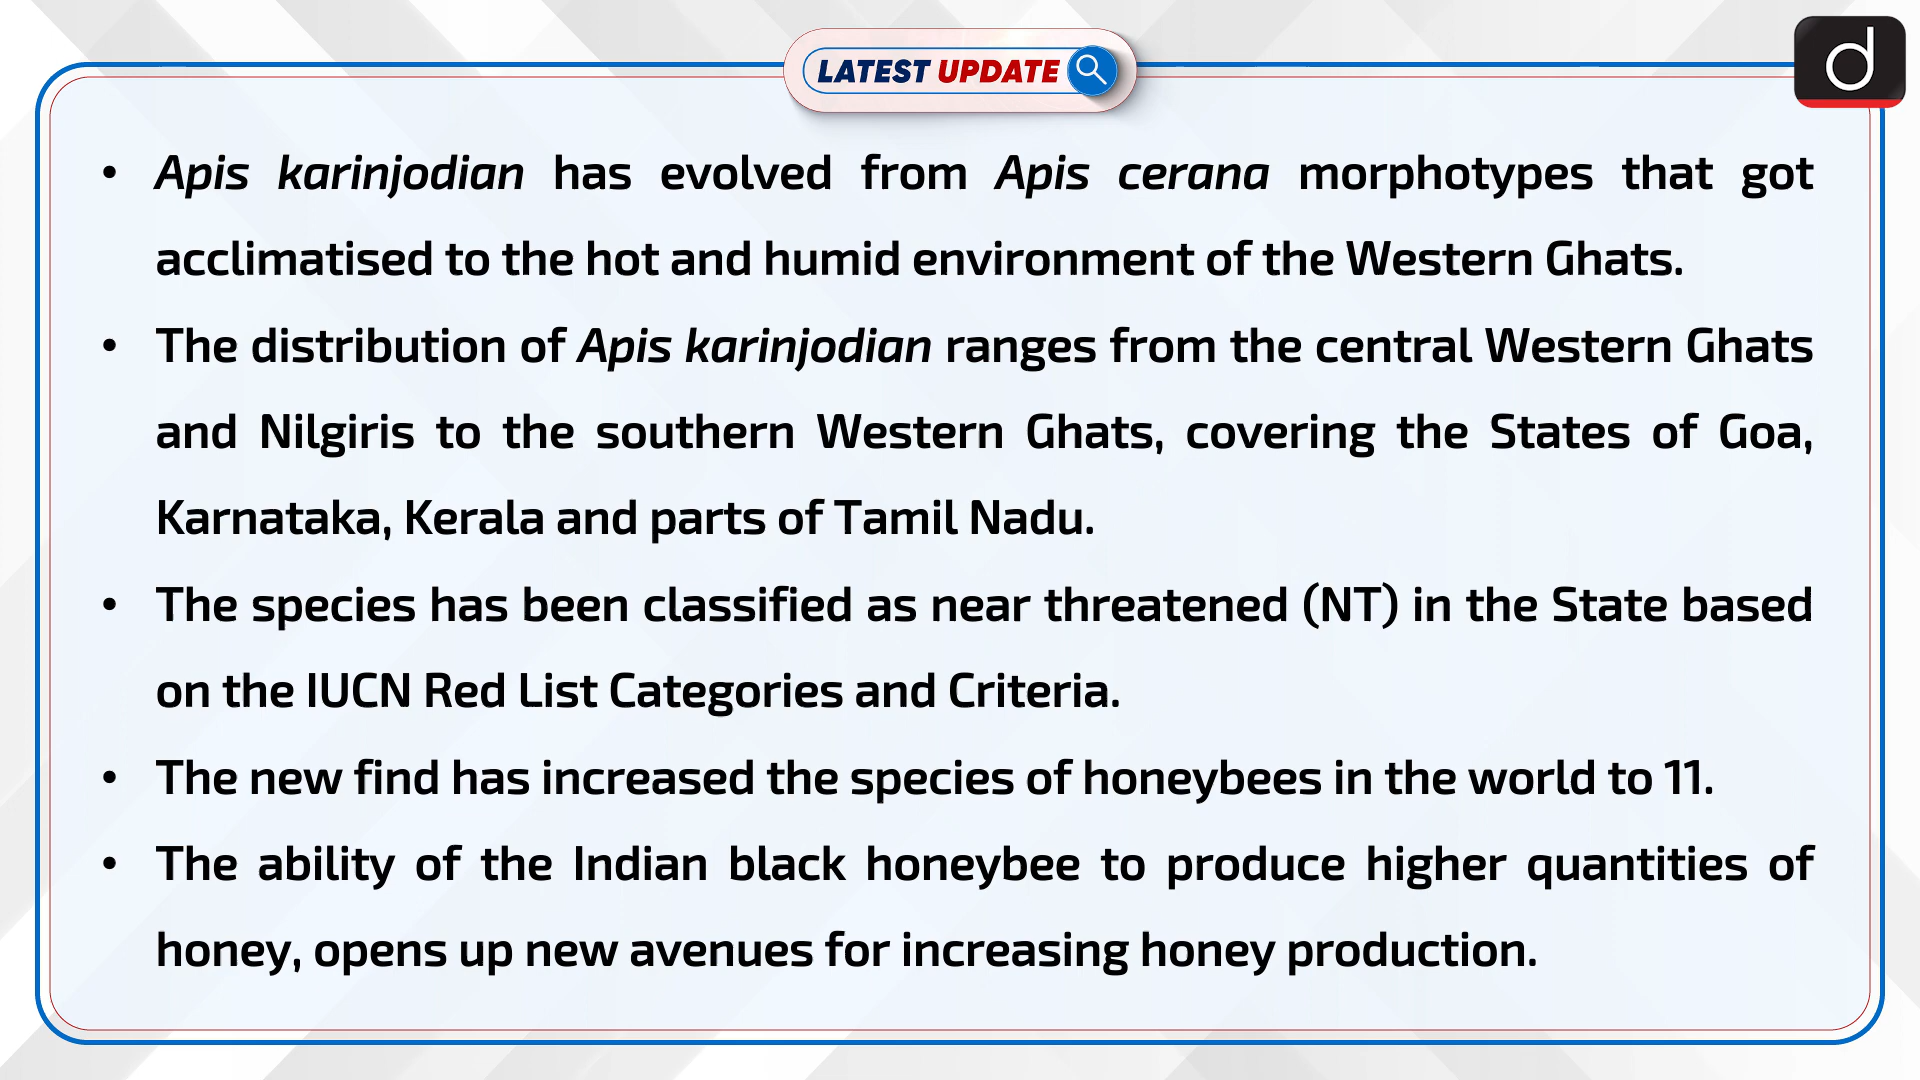 LATEST UPDATE
d
• Apis karinjodian has evolved from Apis cerana morphotypes that got
acclimatised to the hot and humid environment of the Western Ghats.
• The distribution of Apis karinjodian ranges from the central Western Ghats
and Nilgiris to the southern Western Ghats, covering the States of Goa,
Karnataka, Kerala and parts of Tamil Nadu.
• The species has been classified as near threatened (NT) in the State based
on the IUCN Red List Categories and Criteria.
• The new find has increased the species of honeybees in the world to 11.
• The ability of the Indian black honeybee to produce higher quantities of
honey, opens up new avenues for increasing honey production.